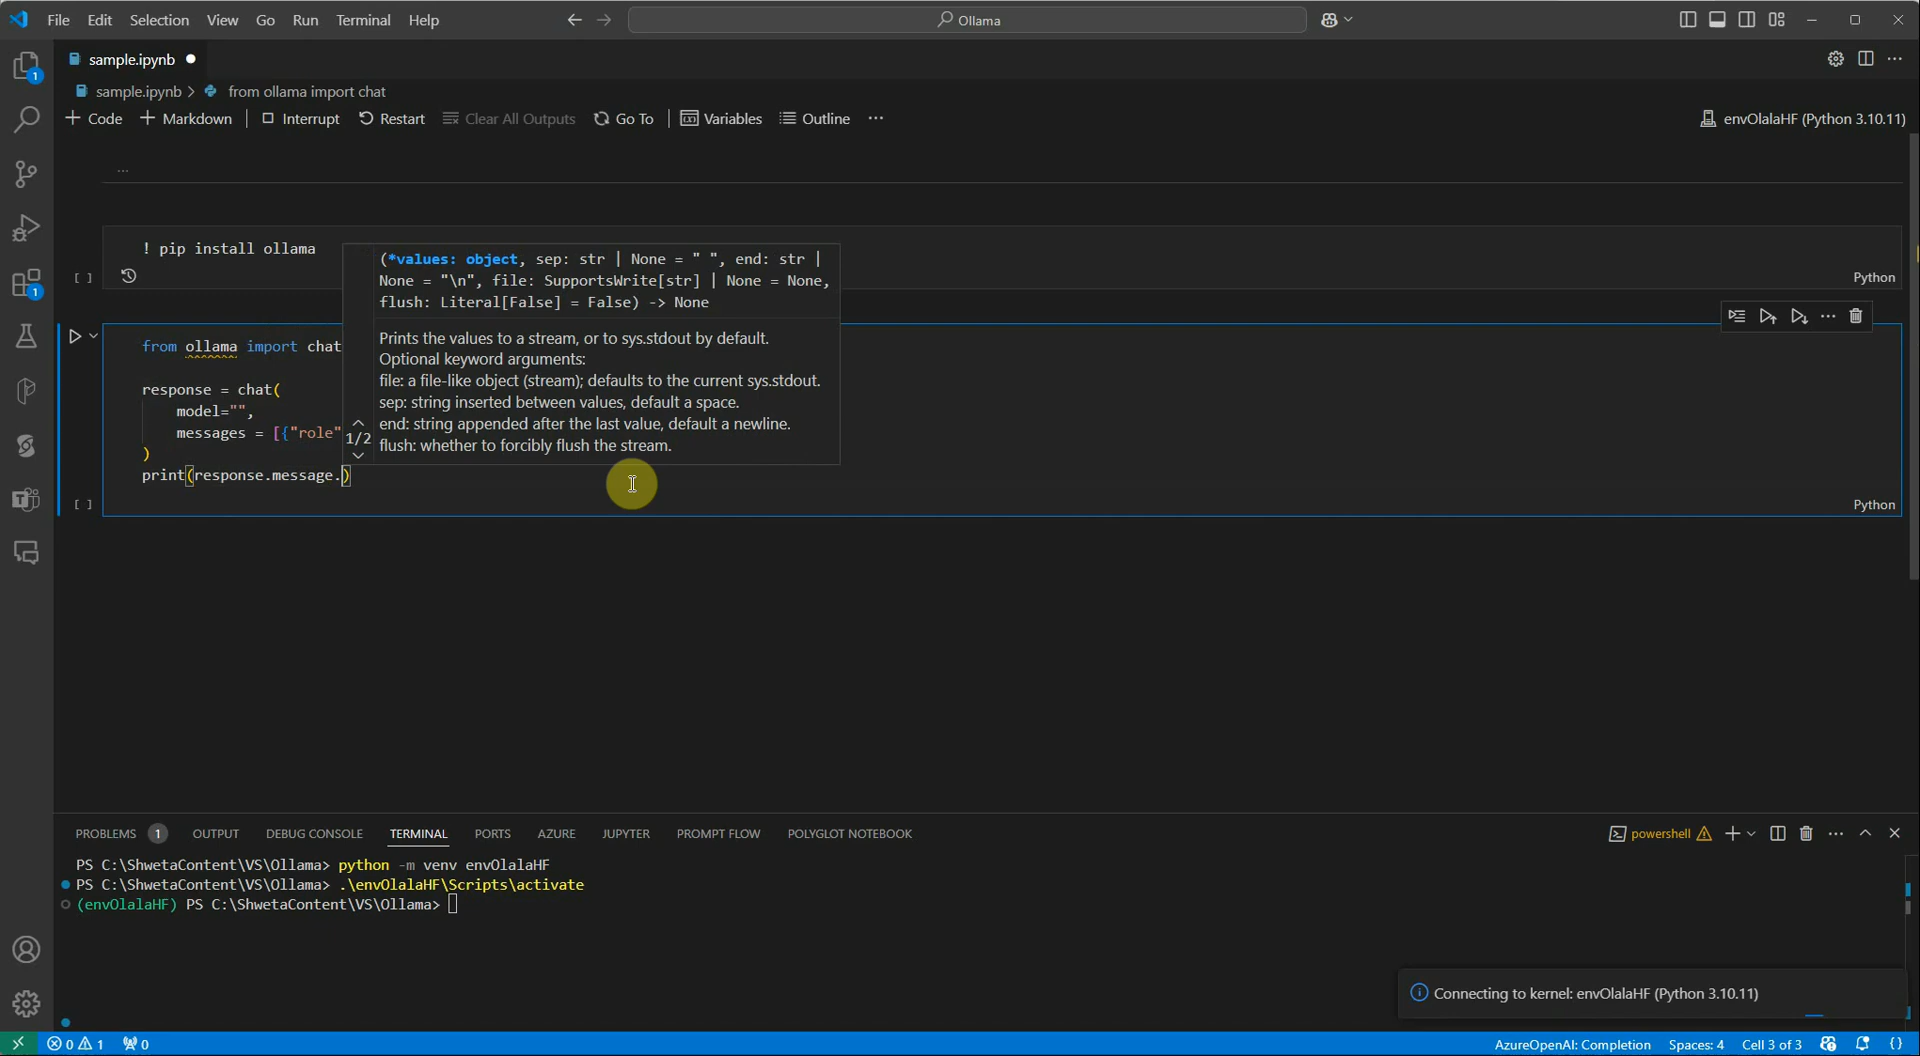 File Edit Selection View Go Run Terminal Help
Ollama
sample.ipynb
sample.ipynb > from ollama import chat
+ Code + Markdown Interrupt Restart Clear All Outputs Go To Variables Outline ...
envOlalaHF (Python 3.10.11)
...
! pip install ollama
[ ]
Python
from ollama import chat
response = chat(
model="",
messages = [{"role"
)
print(response.message.)
[ ]
Python
(*values: object, sep: str | None = " ", end: str |
None = "\n", file: SupportsWrite[str] | None = None,
flush: Literal[False] = False) -> None
Prints the values to a stream, or to sys.stdout by default.
Optional keyword arguments:
file: a file-like object (stream); defaults to the current sys.stdout.
sep: string inserted between values, default a space.
end: string appended after the last value, default a newline.
flush: whether to forcibly flush the stream.
1/2
PROBLEMS 1 OUTPUT DEBUG CONSOLE TERMINAL PORTS AZURE JUPYTER PROMPT FLOW POLYGLOT NOTEBOOK
powershell
PS C:\ShwetaContent\VS\Ollama> python -m venv envOlalaHF
PS C:\ShwetaContent\VS\Ollama> .\envOlalaHF\Scripts\activate
(envOlalaHF) PS C:\ShwetaContent\VS\Ollama>
Connecting to kernel: envOlalaHF (Python 3.10.11)
0 1 0
AzureOpenAI: Completion Spaces: 4 Cell 3 of 3 {}
1
1